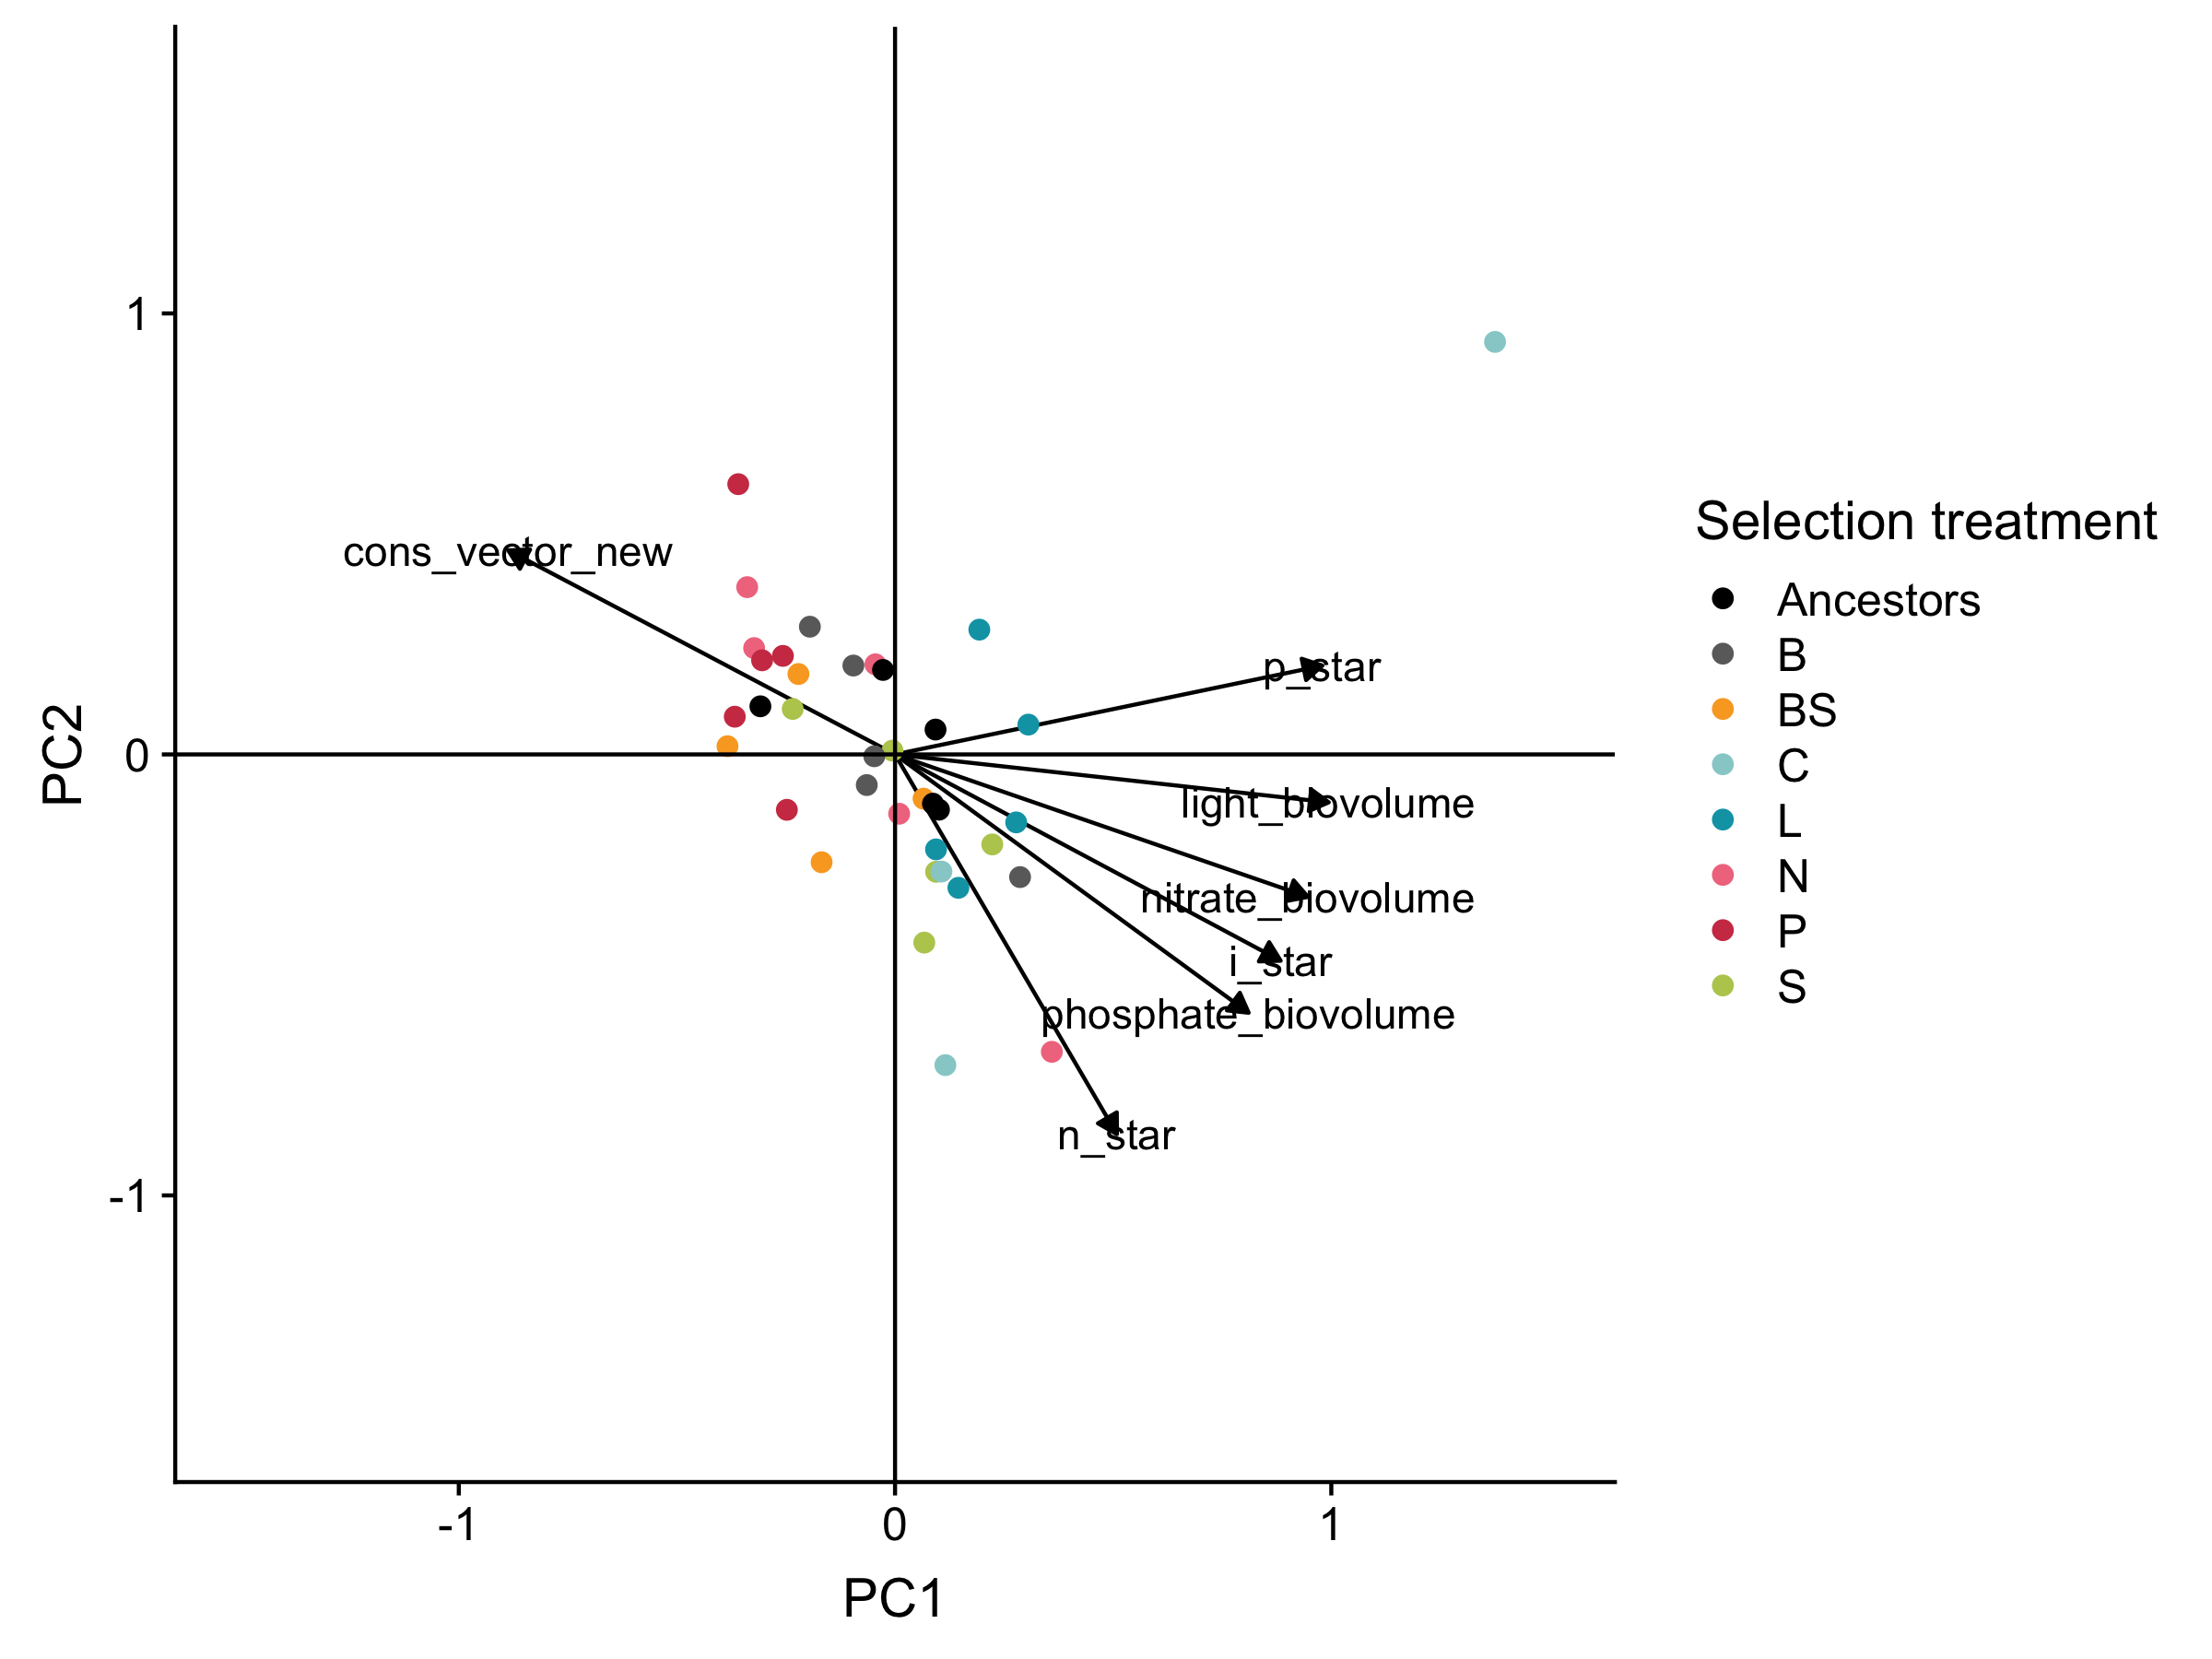 1
0
-1
PC2
cons_vector_new
p_star
light_biovolume
nitrate_biovolume
i_star
phosphate_biovolume
n_star
-1
0
1
PC1
Selection treatment
Ancestors
B
BS
C
L
N
P
S